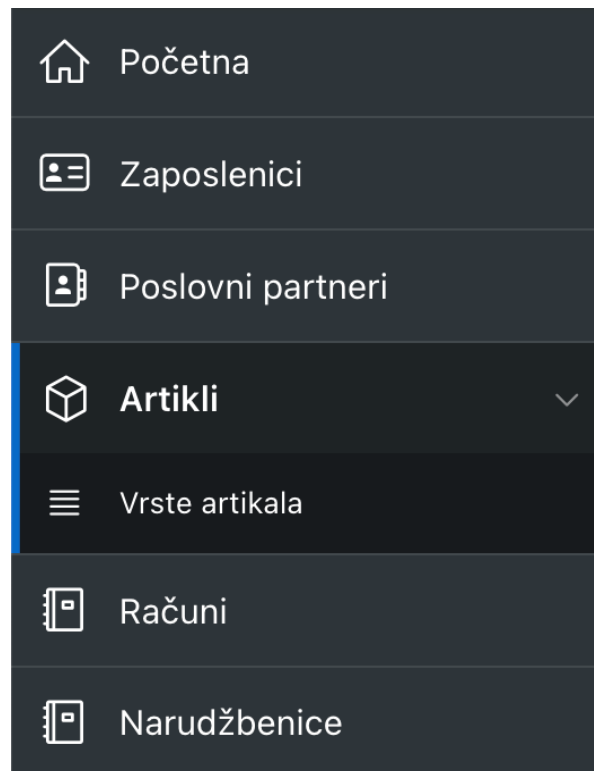 Početna
Zaposlenici
Poslovni partneri
Artikli
Vrste artikala
Računi
Narudžbenice